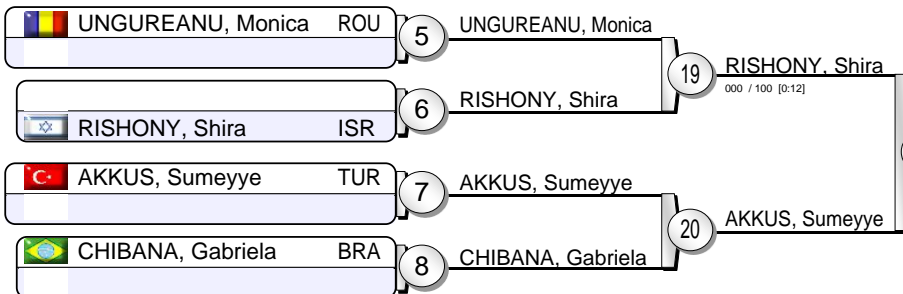 UNGUREANU, Monica ROU
5
UNGUREANU, Monica
19
RISHONY, Shira
000 / 100 [0:12]
6
RISHONY, Shira
RISHONY, Shira ISR
AKKUS, Sumeyye TUR
7
AKKUS, Sumeyye
20
AKKUS, Sumeyye
CHIBANA, Gabriela BRA
8
CHIBANA, Gabriela